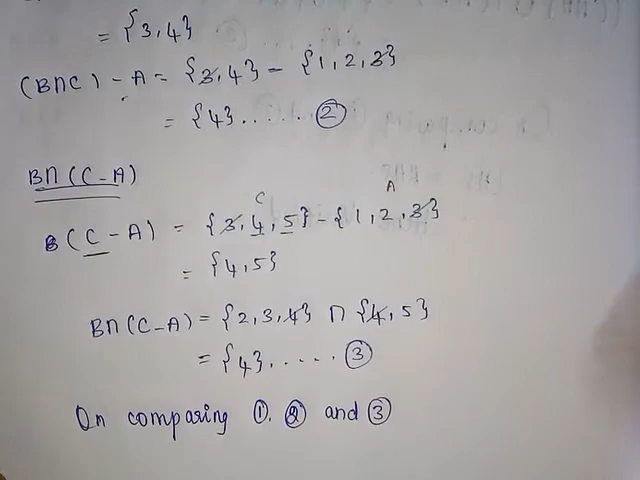 = {3,4}
(B∩C) - A = {3,4} - {1,2,3}
= {4} ..... ②
B∩(C-A)
C A
B(C-A) = {3,4,5} - {1,2,3}
= {4,5}
B∩(C-A) = {2,3,4} ∩ {4,5}
= {4} ..... ③
On comparing ①, ② and ③